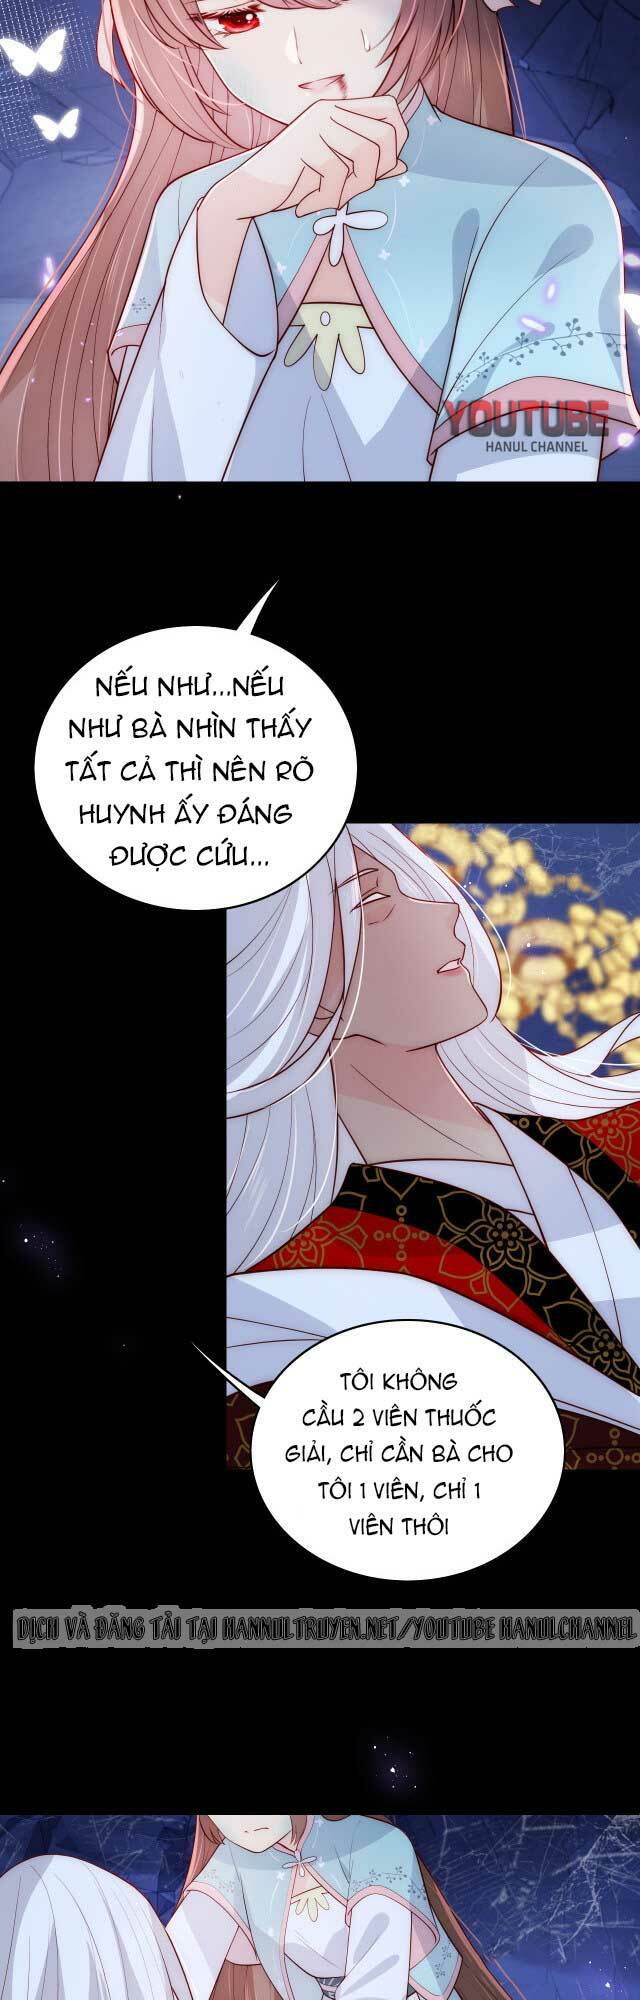 YOUTUBE
HANUL CHANNEL
NẾU NHƯ...NẾU
NHƯ BÀ NHÌN THẤY
TẤT CẢ THÌ NÊN RÕ
HUYNH ẤY ĐÁNG
ĐƯỢC CỨU...
TÔI KHÔNG
CẦU 2 VIÊN THUỐC
GIẢI, CHỈ CẦN BÀ CHO
TÔI 1 VIÊN, CHỈ 1
VIÊN THÔI
DỊCH VÀ ĐĂNG TẢI TẠI HANNULTRUYEN.NET/YOUTUBE HANULCHANNEL